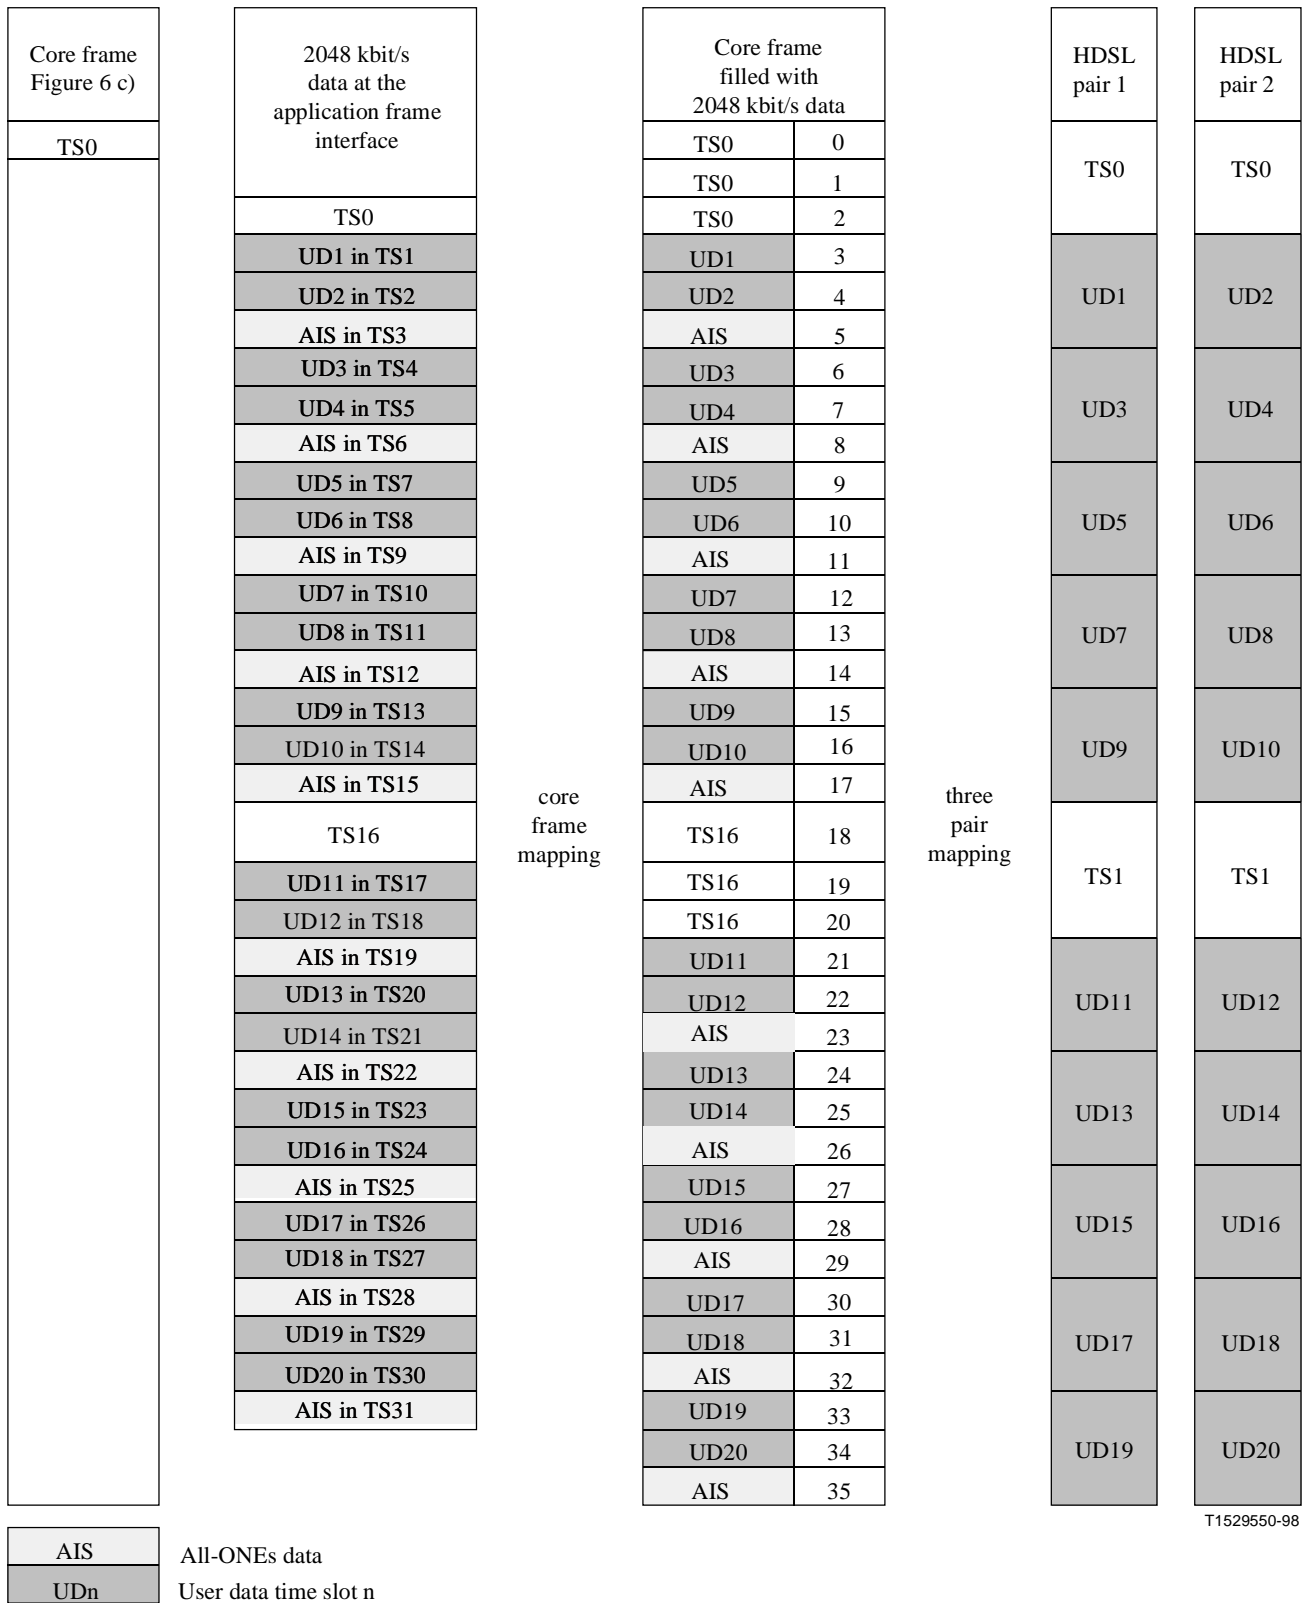 Core frame
Figure 6 c)
TS0
2048 kbit/s
data at the
application frame
interface
TS0
UD1 in TS1
UD2 in TS2
AIS in TS3
UD3 in TS4
UD4 in TS5
AIS in TS6
UD5 in TS7
UD6 in TS8
AIS in TS9
UD7 in TS10
UD8 in TS11
AIS in TS12
UD9 in TS13
UD10 in TS14
AIS in TS15
TS16
UD11 in TS17
UD12 in TS18
AIS in TS19
UD13 in TS20
UD14 in TS21
AIS in TS22
UD15 in TS23
UD16 in TS24
AIS in TS25
UD17 in TS26
UD18 in TS27
AIS in TS28
UD19 in TS29
UD20 in TS30
AIS in TS31
core
frame
mapping
Core frame
filled with
2048 kbit/s data
TS0 0
TS0 1
TS0 2
UD1 3
UD2 4
AIS 5
UD3 6
UD4 7
AIS 8
UD5 9
UD6 10
AIS 11
UD7 12
UD8 13
AIS 14
UD9 15
UD10 16
AIS 17
TS16 18
TS16 19
TS16 20
UD11 21
UD12 22
AIS 23
UD13 24
UD14 25
AIS 26
UD15 27
UD16 28
AIS 29
UD17 30
UD18 31
AIS 32
UD19 33
UD20 34
AIS 35
three
pair
mapping
HDSL
pair 1
TS0
UD1
UD3
UD5
UD7
UD9
TS1
UD11
UD13
UD15
UD17
UD19
HDSL
pair 2
TS0
UD2
UD4
UD6
UD8
UD10
TS1
UD12
UD14
UD16
UD18
UD20
T1529550-98
AIS All-ONEs data
UDn User data time slot n